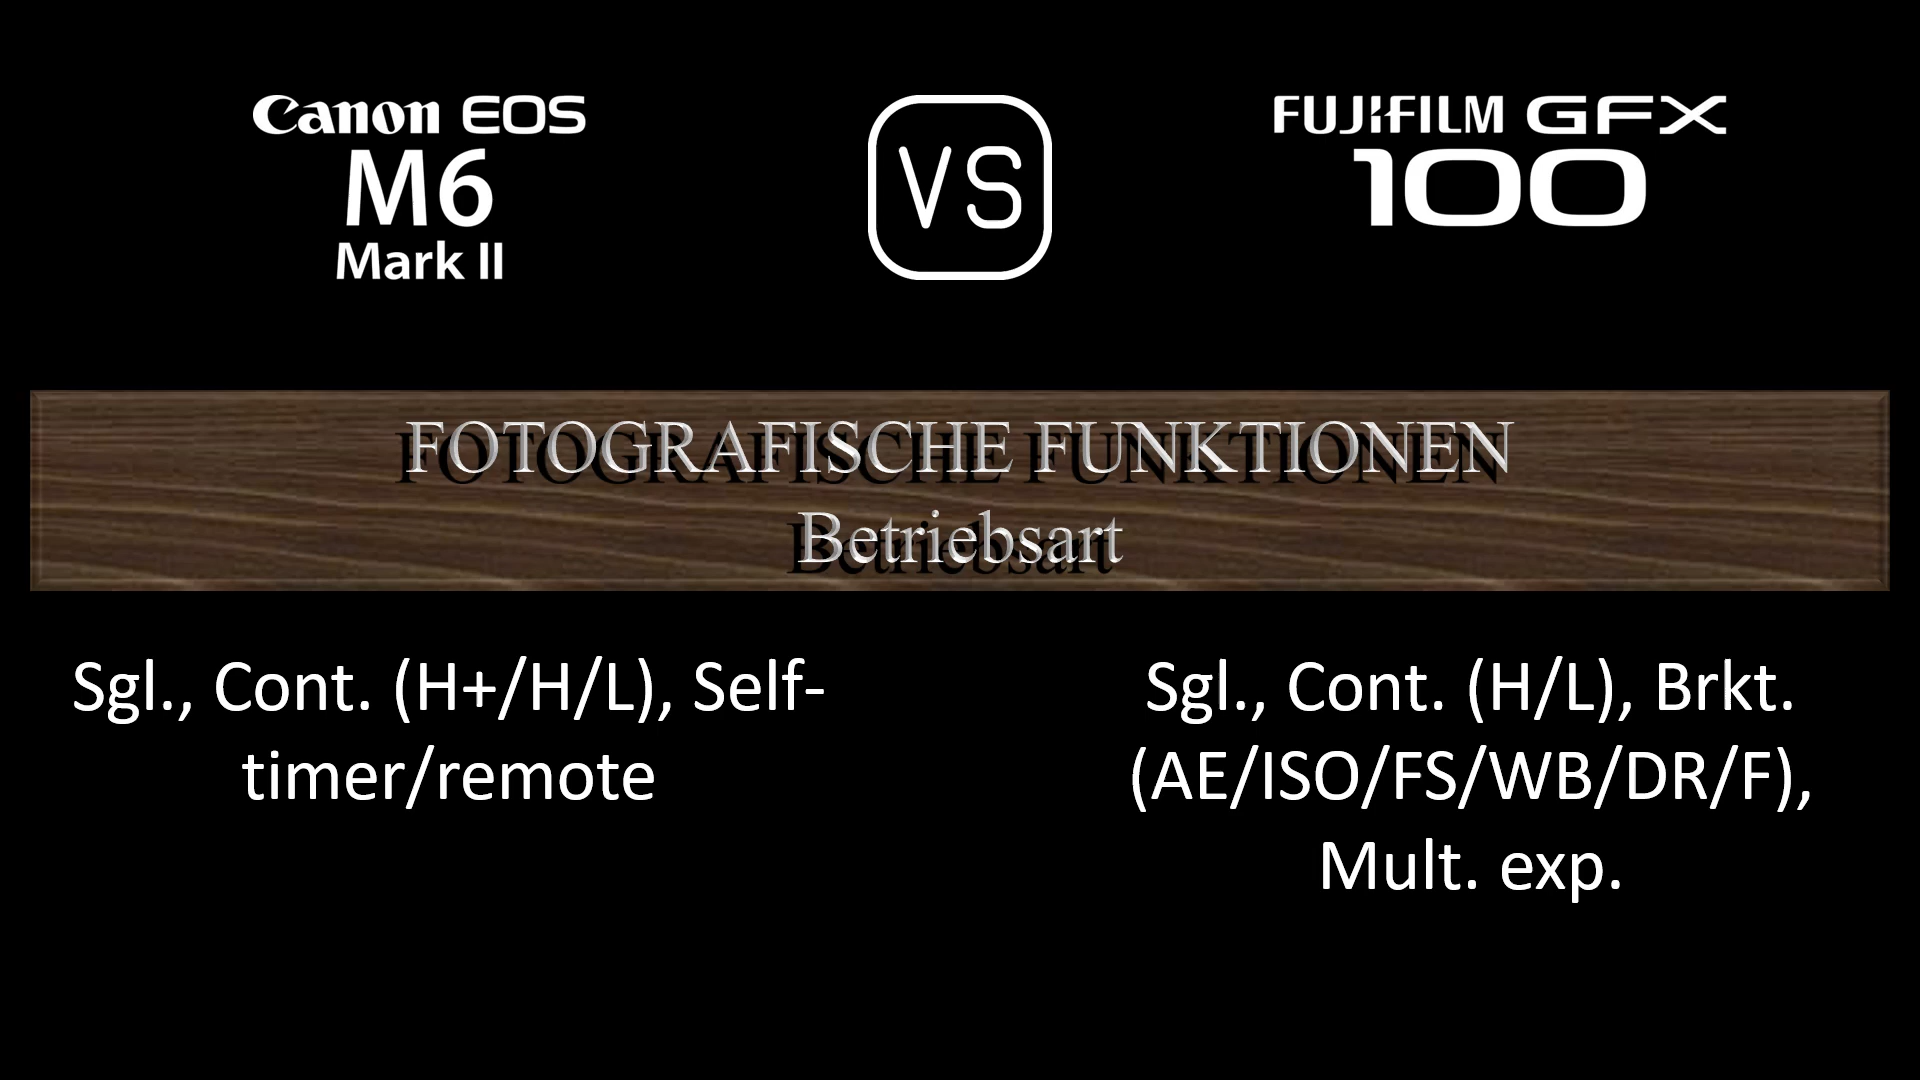 Canon EOS
M6
Mark II
VS
FUJIFILM GFX
100
FOTOGRAFISCHE FUNKTIONEN
Betriebsart
Sgl., Cont. (H+/H/L), Self-
timer/remote
Sgl., Cont. (H/L), Brkt.
(AE/ISO/FS/WB/DR/F),
Mult. exp.